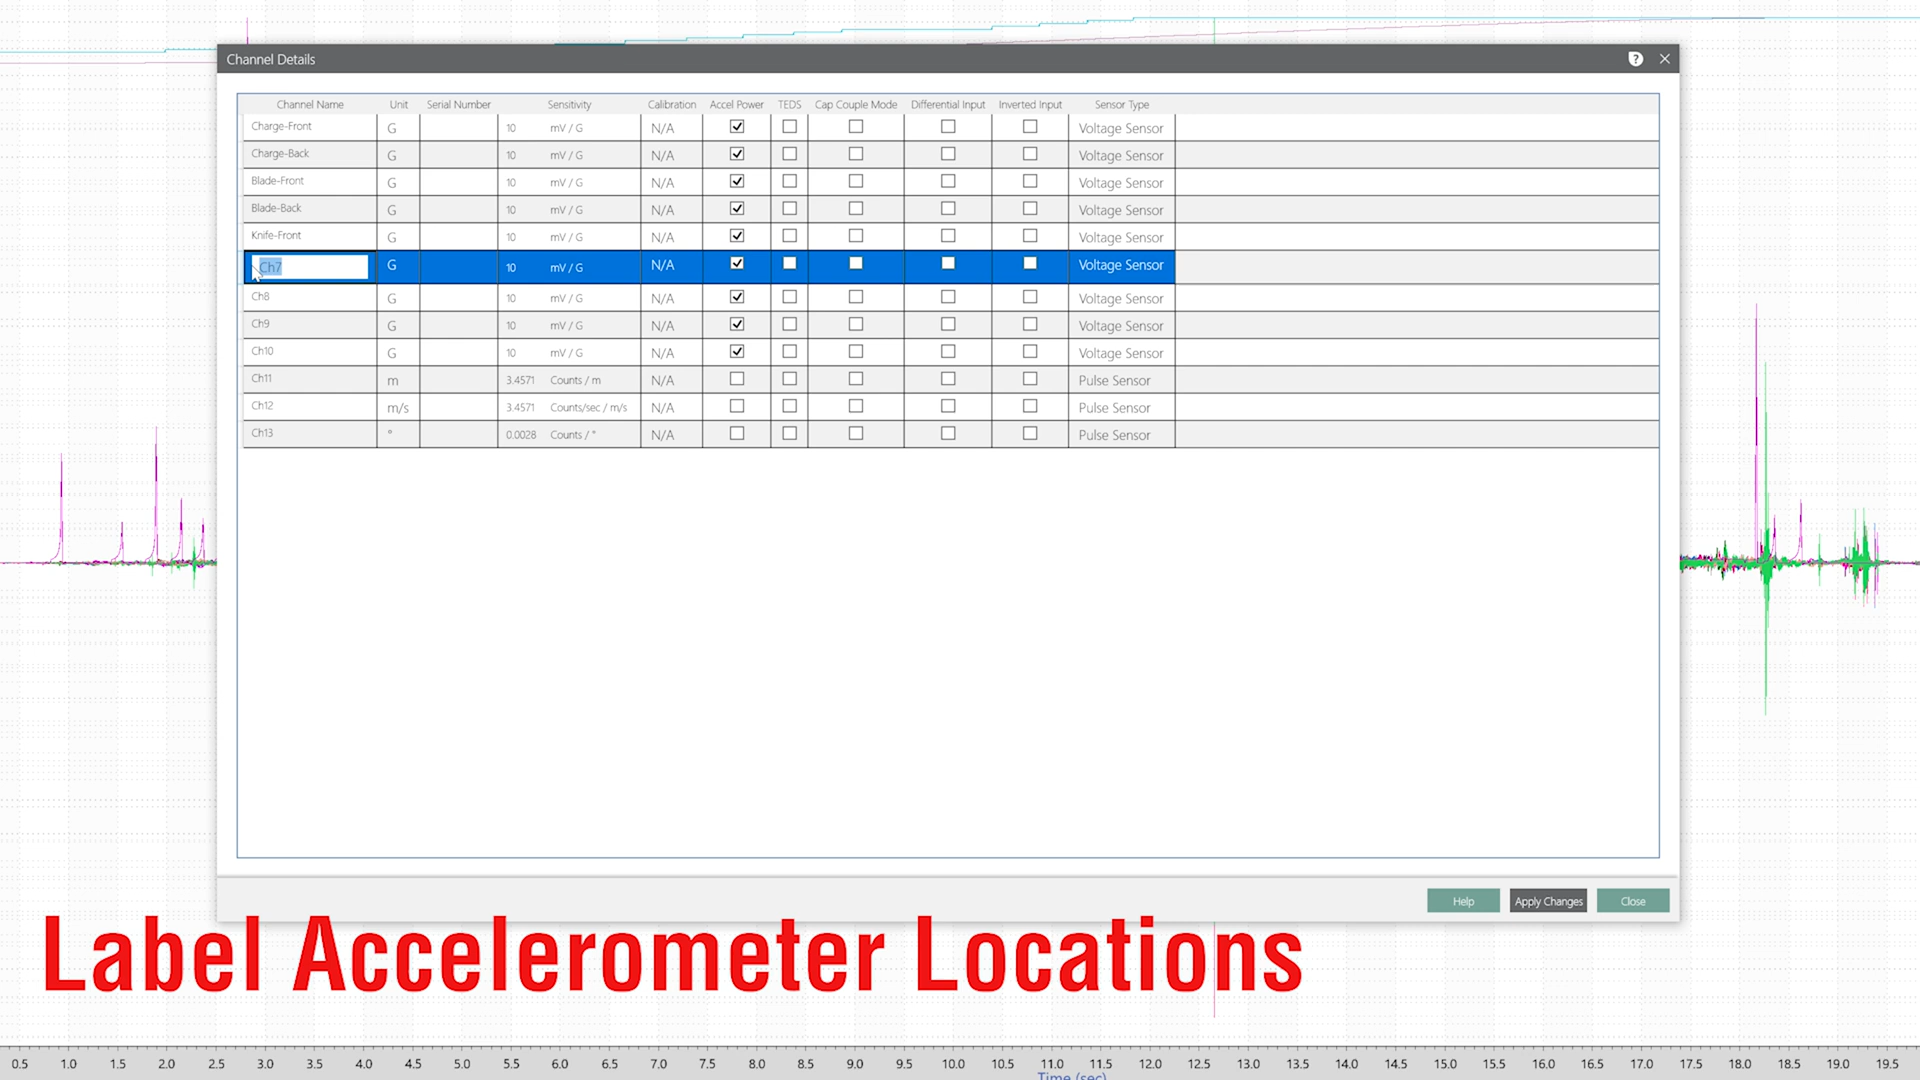 Channel Details ?
Channel Name Unit Serial Number Sensitivity Calibration Accel Power TEDS Cap Couple Mode Differential Input Inverted Input Sensor Type
Charge-Front G 10 mV / G N/A Voltage Sensor
Charge-Back G 10 mV / G N/A Voltage Sensor
Blade-Front G 10 mV / G N/A Voltage Sensor
Blade-Back G 10 mV / G N/A Voltage Sensor
Knife-Front G 10 mV / G N/A Voltage Sensor
Ch7 G 10 mV / G N/A Voltage Sensor
Ch8 G 10 mV / G N/A Voltage Sensor
Ch9 G 10 mV / G N/A Voltage Sensor
Ch10 G 10 mV / G N/A Voltage Sensor
Ch11 m 3.4571 Counts / m N/A Pulse Sensor
Ch12 m/s 3.4571 Counts/sec / m/s N/A Pulse Sensor
Ch13 ° 0.0028 Counts / ° N/A Pulse Sensor
Help Apply Changes Close
Label Accelerometer Locations
0.5 1.0 1.5 2.0 2.5 3.0 3.5 4.0 4.5 5.0 5.5 6.0 6.5 7.0 7.5 8.0 8.5 9.0 9.5 10.0 10.5 11.0 11.5 12.0 12.5 13.0 13.5 14.0 14.5 15.0 15.5 16.0 16.5 17.0 17.5 18.0 18.5 19.0 19.5
Time (sec)